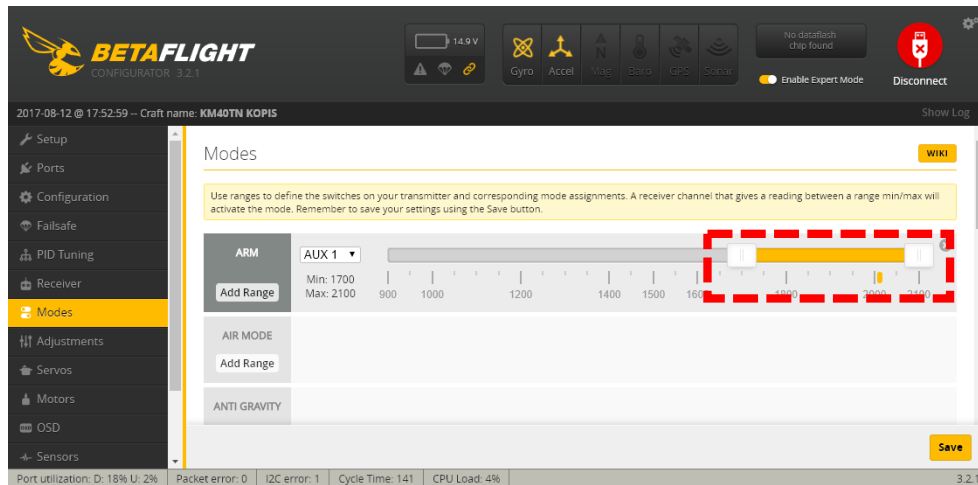 BETAFLIGHT
CONFIGURATOR 3.2.1
14.9 V
Gyro
Accel
Mag
Baro
GPS
Sonar
No dataflash
chip found
Enable Expert Mode
Disconnect
2017-08-12 @ 17:52:59 -- Craft name: KM40TN KOPIS
Show Log
Setup
Ports
Configuration
Failsafe
PID Tuning
Receiver
Modes
Adjustments
Servos
Motors
OSD
Sensors
Modes
WIKI
Use ranges to define the switches on your transmitter and corresponding mode assignments. A receiver channel that gives a reading between a range min/max will
activate the mode. Remember to save your settings using the Save button.
ARM
Add Range
AUX 1
Min: 1700
Max: 2100
900 1000 1200 1400 1500 1600 1800 2000 2100
AIR MODE
Add Range
ANTI GRAVITY
Save
Port utilization: D: 18% U: 2% Packet error: 0 I2C error: 1 Cycle Time: 141 CPU Load: 4% 3.2.1